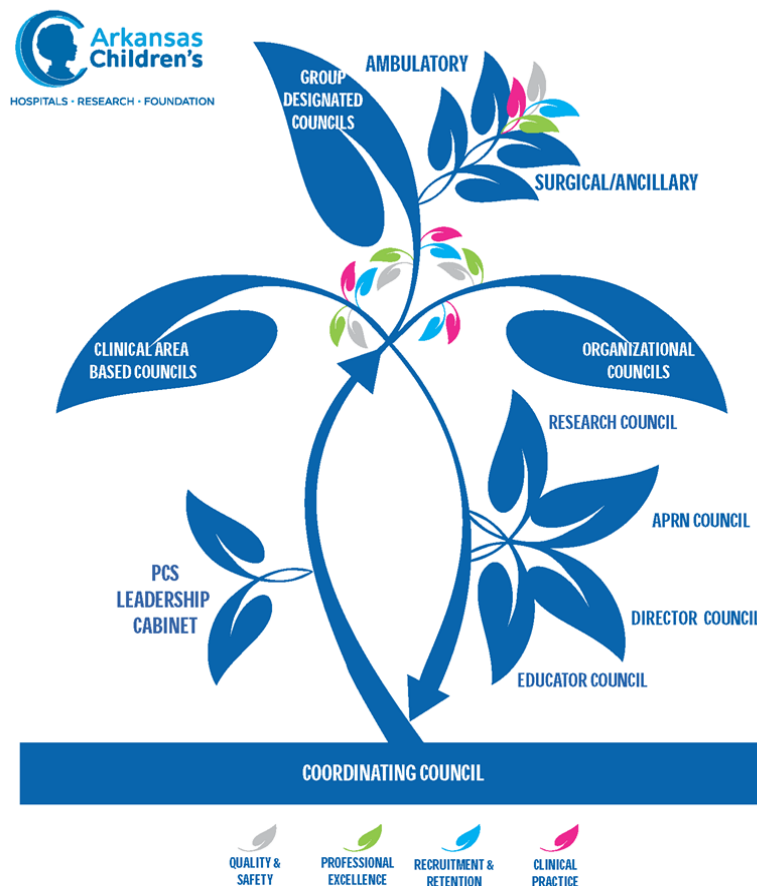 Arkansas
Children's
HOSPITALS • RESEARCH • FOUNDATION
GROUP
DESIGNATED
COUNCILS
AMBULATORY
SURGICAL/ANCILLARY
CLINICAL AREA
BASED COUNCILS
ORGANIZATIONAL
COUNCILS
RESEARCH COUNCIL
APRN COUNCIL
PCS
LEADERSHIP
CABINET
DIRECTOR COUNCIL
EDUCATOR COUNCIL
COORDINATING COUNCIL
QUALITY &
SAFETY
PROFESSIONAL
EXCELLENCE
RECRUITMENT &
RETENTION
CLINICAL
PRACTICE